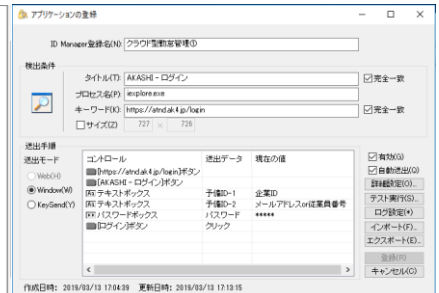 アプリケーションの登録
ID Manager登録名(N): クラウド型勤怠管理①
検出条件
タイトル(T): AKASHI - ログイン ☑完全一致
プロセス名(P): iexplore.exe
キーワード(K): https://atnd.ak4.jp/login ☑完全一致
□サイズ(Z) 727 × 726
送出手順
送出モード
○Web(H)
◉Window(W)
○KeySend(Y)
コントロール 送出データ 現在の値
[https://atnd.ak4.jp/login]ボタン
[AKASHI - ログイン]ボタン
テキストボックス 予備ID-1 企業ID
テキストボックス 予備ID-2 メールアドレスor従業員番号
パスワードボックス パスワード *****
[ログイン]ボタン クリック
☑有効(G)
☑自動送出(Q)
詳細設定(O)...
テスト実行(S)...
ログ設定(*)
インポート(F)...
エクスポート(E)...
登録(R)
キャンセル(C)
作成日時: 2019/03/13 17:04:39 更新日時: 2019/03/13 17:13:15